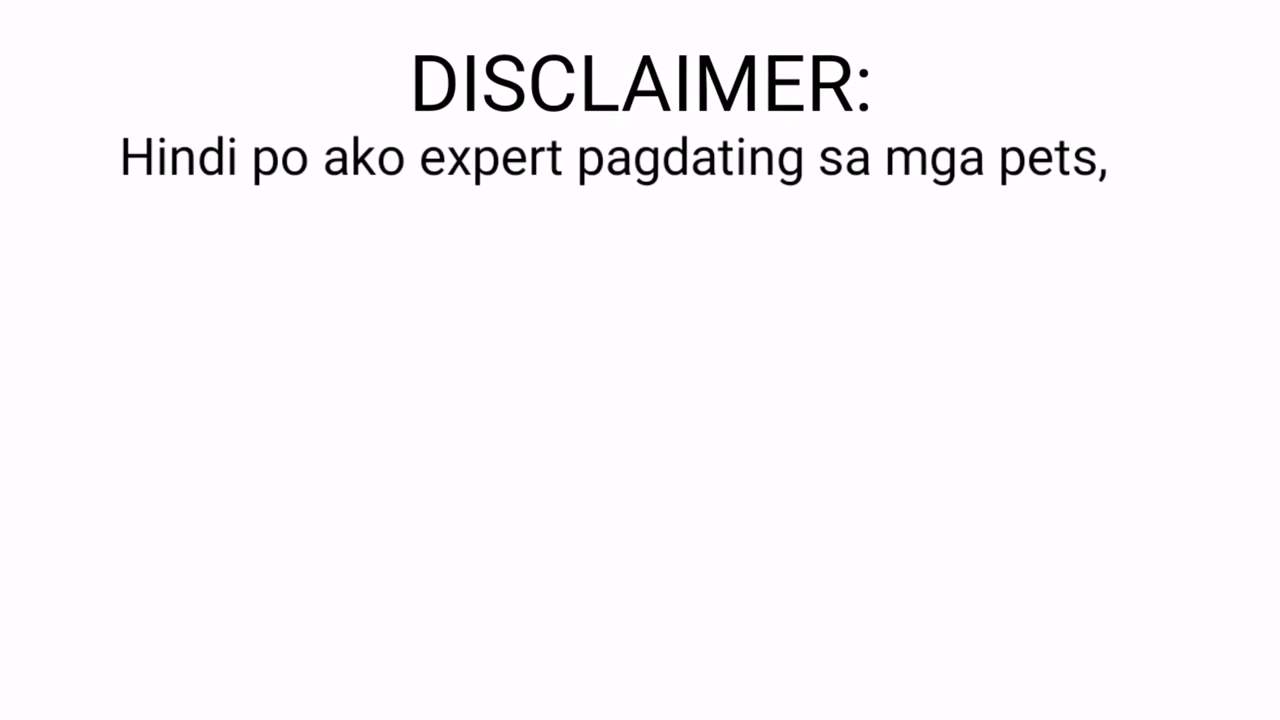 DISCLAIMER:
Hindi po ako expert pagdating sa mga pets,